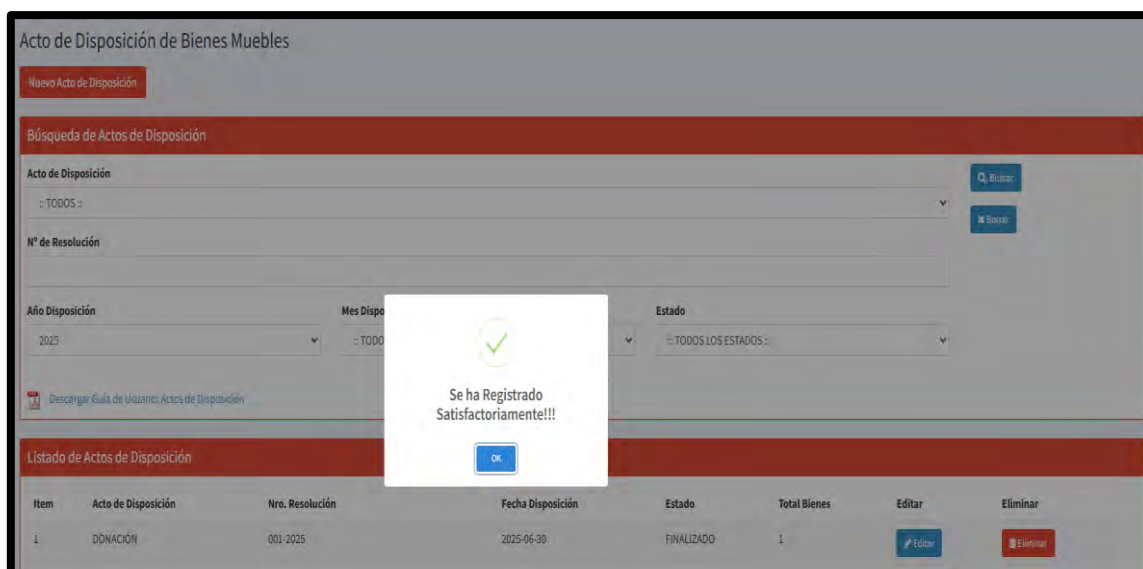 Acto de Disposición de Bienes Muebles
Nuevo Acto de Disposición
Búsqueda de Actos de Disposición
Acto de Disposición
:: TODOS ::
Buscar
Borrar
N° de Resolución
Año Disposición
Mes Dispo
Estado
2025
:: TODO
:: TODOS LOS ESTADOS ::
Descargar Guía de Usuario: Actos de Disposición
Se ha Registrado
Satisfactoriamente!!!
OK
Listado de Actos de Disposición
Item Acto de Disposición Nro. Resolución Fecha Disposición Estado Total Bienes Editar Eliminar
1 DONACIÓN 001-2025 2025-06-30 FINALIZADO 1 Editar Eliminar